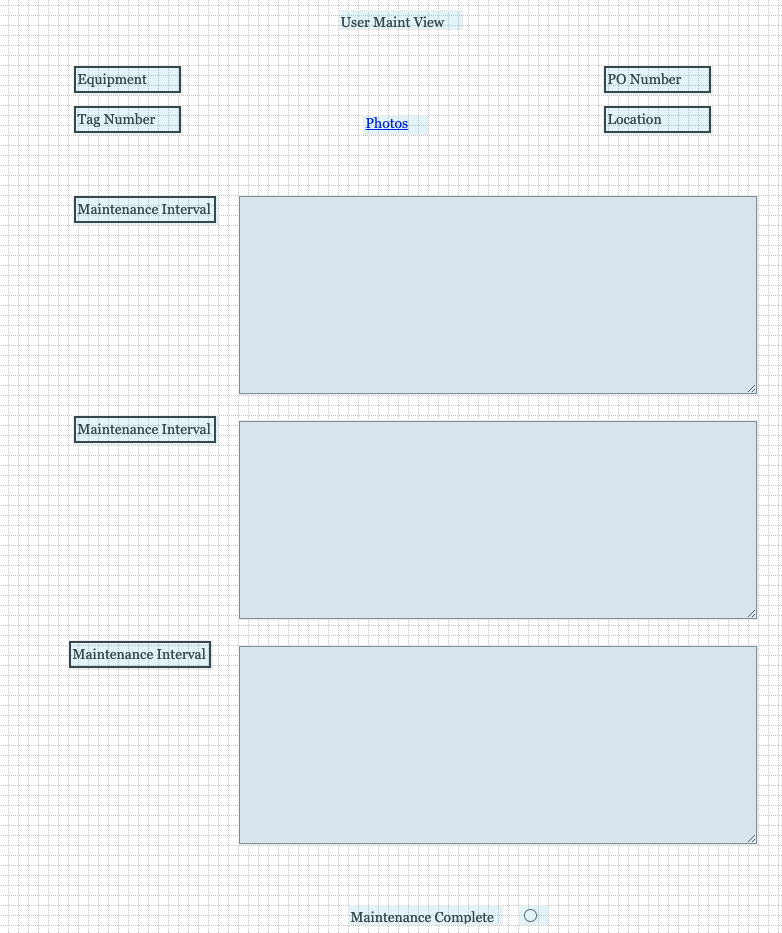 User Maint View
Equipment
PO Number
Tag Number
Photos
Location
Maintenance Interval
Maintenance Interval
Maintenance Interval
Maintenance Complete